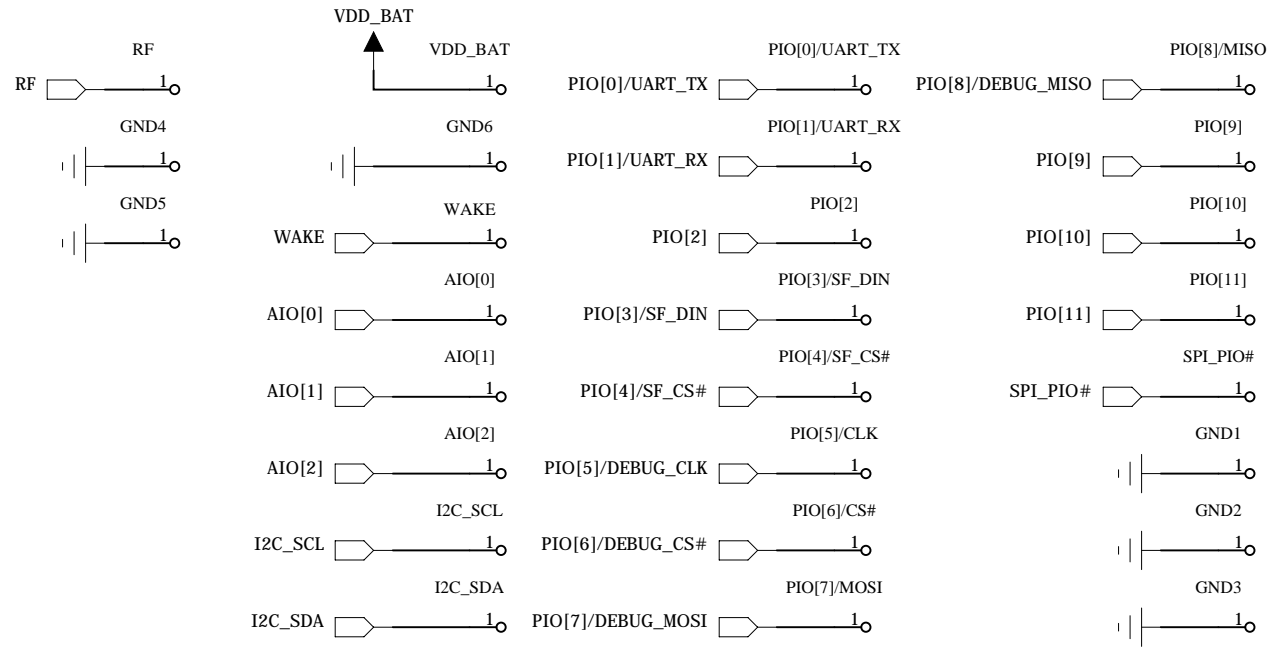 VDD_BAT
RF VDD_BAT PIO[0]/UART_TX PIO[8]/MISO
RF 1 1 PIO[0]/UART_TX 1 PIO[8]/DEBUG_MISO 1
GND4 GND6 PIO[1]/UART_RX PIO[9]
1 1 PIO[1]/UART_RX 1 PIO[9] 1
GND5 WAKE PIO[2] PIO[10]
1 WAKE 1 PIO[2] 1 PIO[10] 1
AIO[0] PIO[3]/SF_DIN PIO[11]
AIO[0] 1 PIO[3]/SF_DIN 1 PIO[11] 1
AIO[1] PIO[4]/SF_CS# SPI_PIO#
AIO[1] 1 PIO[4]/SF_CS# 1 SPI_PIO# 1
AIO[2] PIO[5]/CLK GND1
AIO[2] 1 PIO[5]/DEBUG_CLK 1 1
I2C_SCL PIO[6]/CS# GND2
I2C_SCL 1 PIO[6]/DEBUG_CS# 1 1
I2C_SDA PIO[7]/MOSI GND3
I2C_SDA 1 PIO[7]/DEBUG_MOSI 1 1